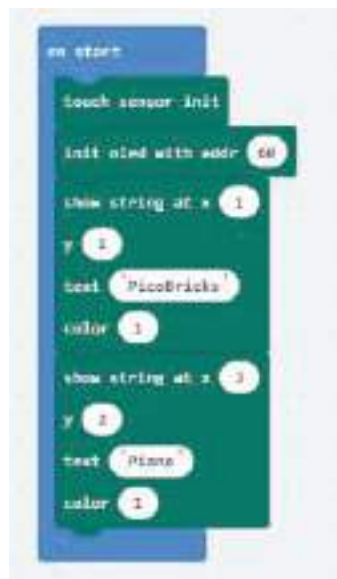 on start
touch sensor init
init oled with addr 60
show string at x 1
y
text "PicoBricks"
color 1
show string at x 3
y 2
text "Piano"
color 1